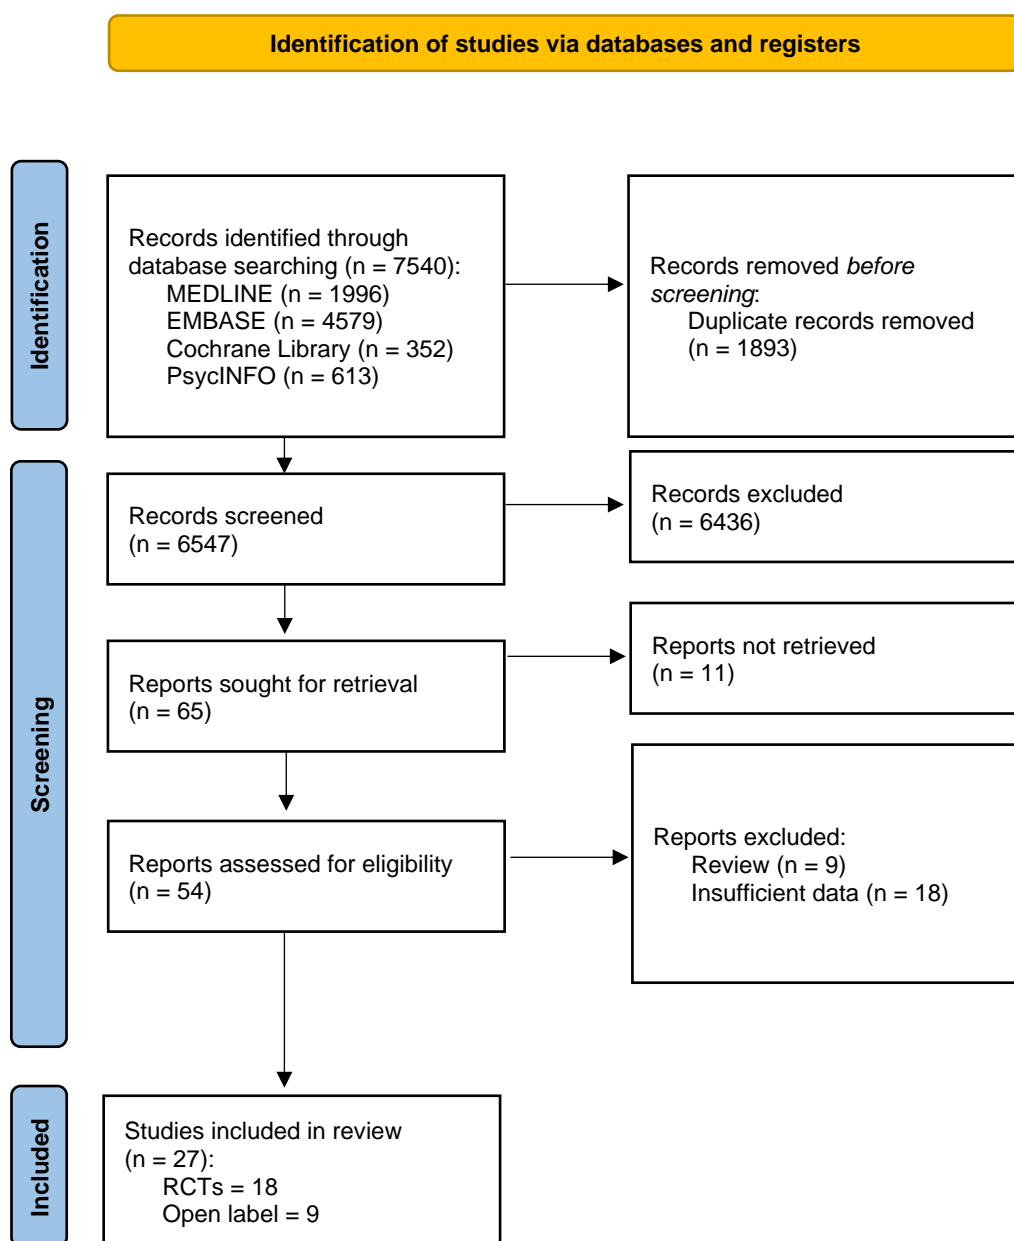 Identification of studies via databases and registers
Identification
Records identified through
database searching (n = 7540):
MEDLINE (n = 1996)
EMBASE (n = 4579)
Cochrane Library (n = 352)
PsycINFO (n = 613)
Records removed before
screening:
Duplicate records removed
(n = 1893)
Screening
Records screened
(n = 6547)
Records excluded
(n = 6436)
Reports sought for retrieval
(n = 65)
Reports not retrieved
(n = 11)
Reports assessed for eligibility
(n = 54)
Reports excluded:
Review (n = 9)
Insufficient data (n = 18)
Included
Studies included in review
(n = 27):
RCTs = 18
Open label = 9